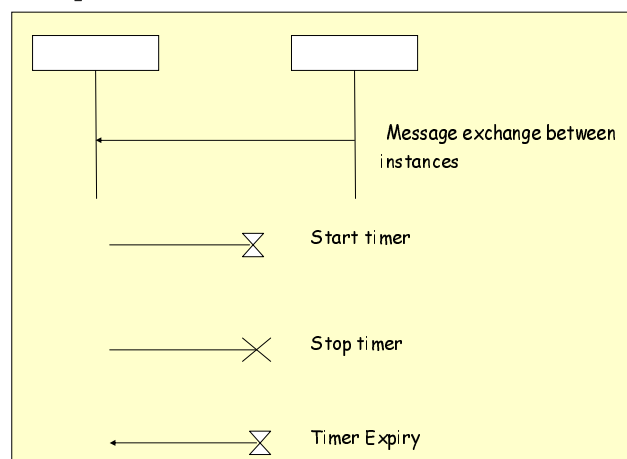 Message exchange between
instances
Start timer
Stop timer
Timer Expiry